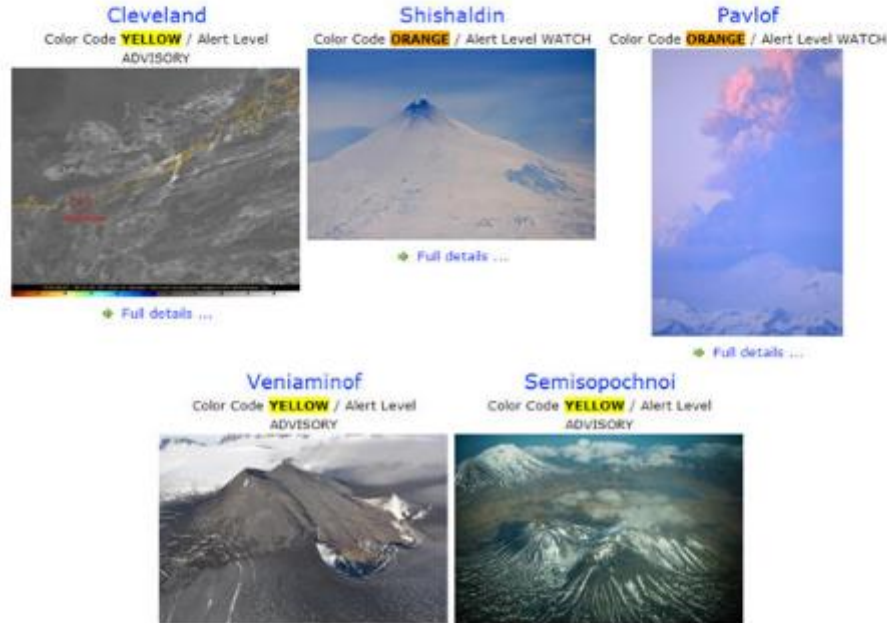 Cleveland
Color Code YELLOW / Alert Level
ADVISORY
Full details ...
Shishaldin
Color Code ORANGE / Alert Level WATCH
Full details ...
Pavlof
Color Code ORANGE / Alert Level WATCH
Full details ...
Veniaminof
Color Code YELLOW / Alert Level
ADVISORY
Semisopochnoi
Color Code YELLOW / Alert Level
ADVISORY